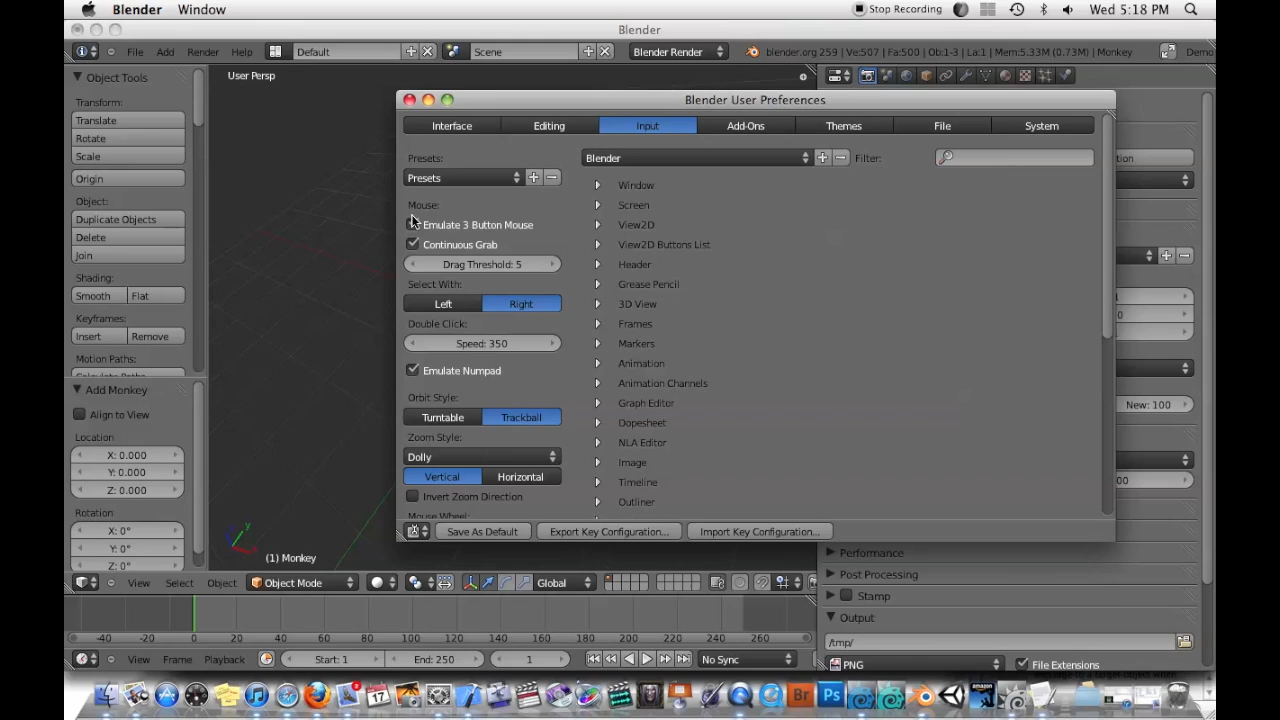 Blender Window Stop Recording Wed 5:18 PM
Blender
File Add Render Help Default Scene Blender Render blender.org 259 | Ve:507 | Fa:500 | Ob:1-3 | La:1 | Mem:5.33M (0.73M) | Monkey Demo
Object Tools
User Persp
Transform:
Translate
Rotate
Scale
Origin
Object:
Duplicate Objects
Delete
Join
Shading:
Smooth Flat
Keyframes:
Insert Remove
Motion Paths:
Add Monkey
Align to View
Location
X: 0.000
Y: 0.000
Z: 0.000
Rotation
X: 0°
Y: 0°
Z: 0°
(1) Monkey
Blender User Preferences
Interface Editing Input Add-Ons Themes File System
Presets:
Presets
Mouse:
Emulate 3 Button Mouse
Continuous Grab
Drag Threshold: 5
Select With:
Left Right
Double Click:
Speed: 350
Emulate Numpad
Orbit Style:
Turntable Trackball
Zoom Style:
Dolly
Vertical Horizontal
Invert Zoom Direction
Mouse Wheel:
Blender Filter:
Window
Screen
View2D
View2D Buttons List
Header
Grease Pencil
3D View
Frames
Markers
Animation
Animation Channels
Graph Editor
Dopesheet
NLA Editor
Image
Timeline
Outliner
Save As Default Export Key Configuration... Import Key Configuration...
New: 100
Performance
Post Processing
Stamp
Output
/tmp/
PNG File Extensions
View Select Object Object Mode Global
-40 -20 0 20 40 60 80 100 120 140 160 180 200 220 240 260
View Frame Playback Start: 1 End: 250 1 No Sync
17
Br Ps
amazon